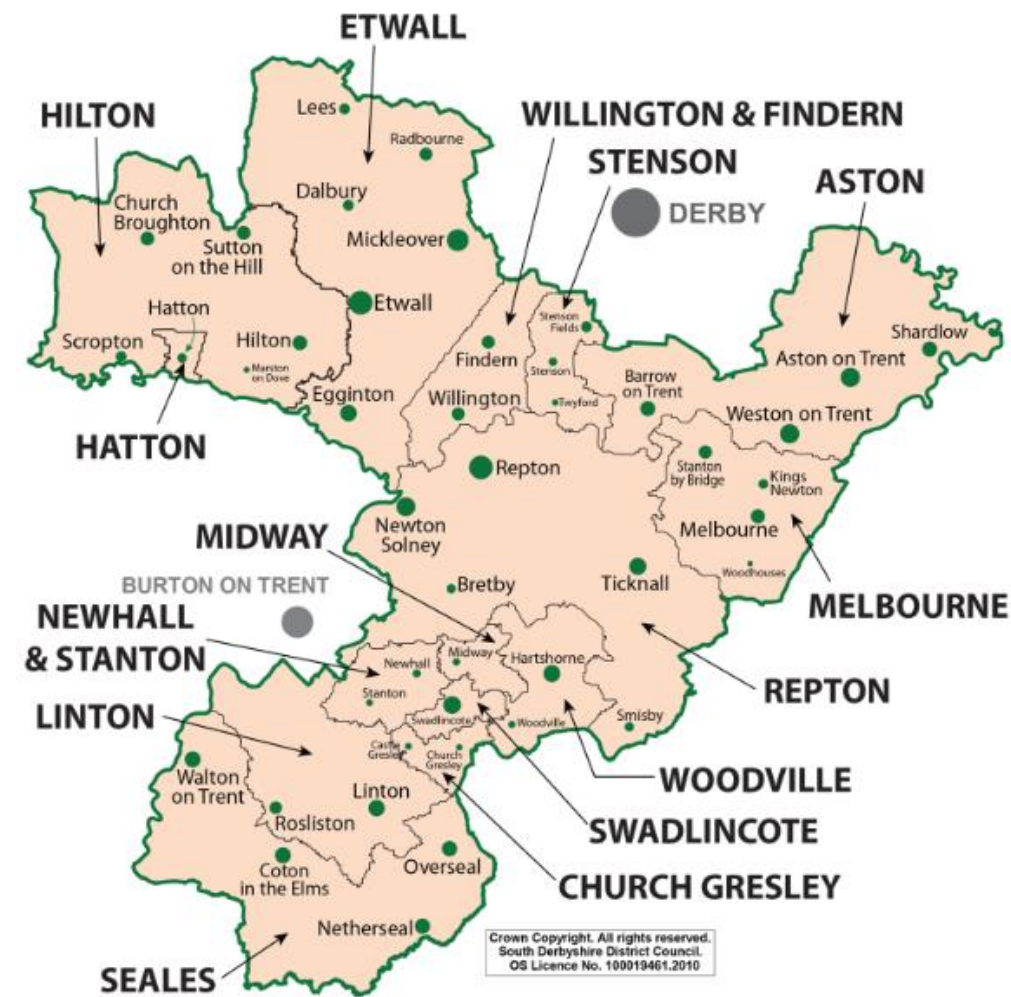 ETWALL
HILTON
WILLINGTON & FINDERN
STENSON
ASTON
DERBY
Lees
Radbourne
Dalbury
Church
Broughton
Mickleover
Sutton
on the Hill
Etwall
Hatton
Scropton
Hilton
Marston
on Dove
Egginton
HATTON
Findern
Willington
Stenson
Fields
Stenson
Twyford
Barrow
on Trent
Shardlow
Aston on Trent
Weston on Trent
Stanton
by Bridge
Kings
Newton
Melbourne
Woodhouses
MELBOURNE
Repton
Newton
Solney
Bretby
Ticknall
MIDWAY
BURTON ON TRENT
NEWHALL
& STANTON
LINTON
Newhall
Midway
Stanton
Hartshorne
Swadlincote
Woodville
Smisby
REPTON
Castle
Gresley
Church
Gresley
WOODVILLE
SWADLINCOTE
CHURCH GRESLEY
Walton
on Trent
Linton
Rosliston
Coton
in the Elms
Overseal
Netherseal
SEALES
Crown Copyright. All rights reserved.
South Derbyshire District Council.
OS Licence No. 100019461.2010